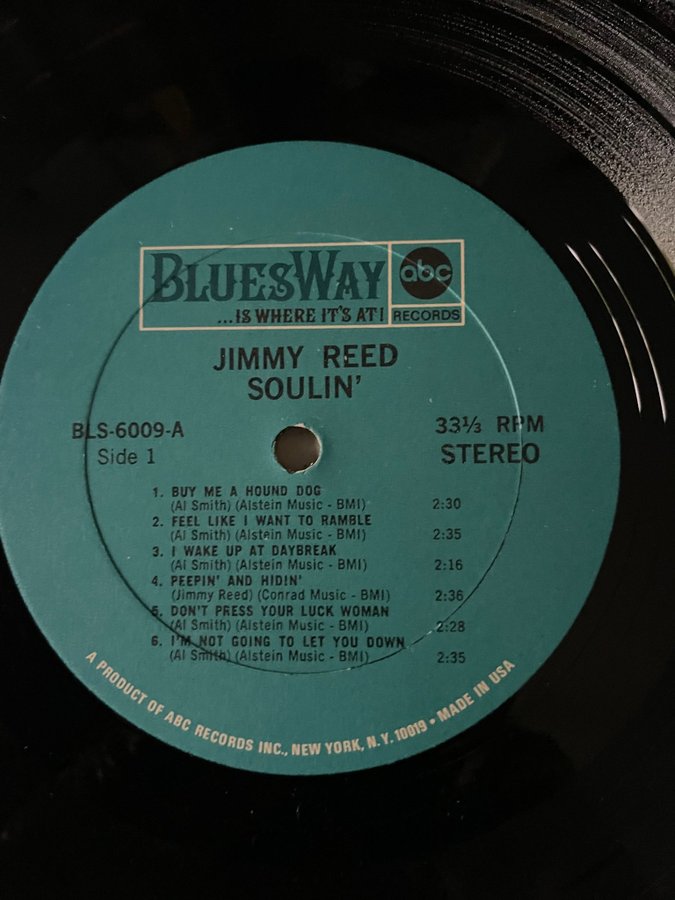 BLUESWAY
...IS WHERE IT'S AT!
abc
RECORDS
JIMMY REED
SOULIN'
BLS-6009-A
Side 1
33⅓ RPM
STEREO
1. BUY ME A HOUND DOG
(Al Smith) (Alstein Music - BMI) 2:30
2. FEEL LIKE I WANT TO RAMBLE
(Al Smith) (Alstein Music - BMI) 2:35
3. I WAKE UP AT DAYBREAK
(Al Smith) (Alstein Music - BMI) 2:16
4. PEEPIN' AND HIDIN'
(Jimmy Reed) (Conrad Music - BMI) 2:36
5. DON'T PRESS YOUR LUCK WOMAN
(Al Smith) (Alstein Music - BMI) 2:28
6. I'M NOT GOING TO LET YOU DOWN
(Al Smith) (Alstein Music - BMI) 2:35
A PRODUCT OF ABC RECORDS INC., NEW YORK, N.Y. 10019 • MADE IN USA